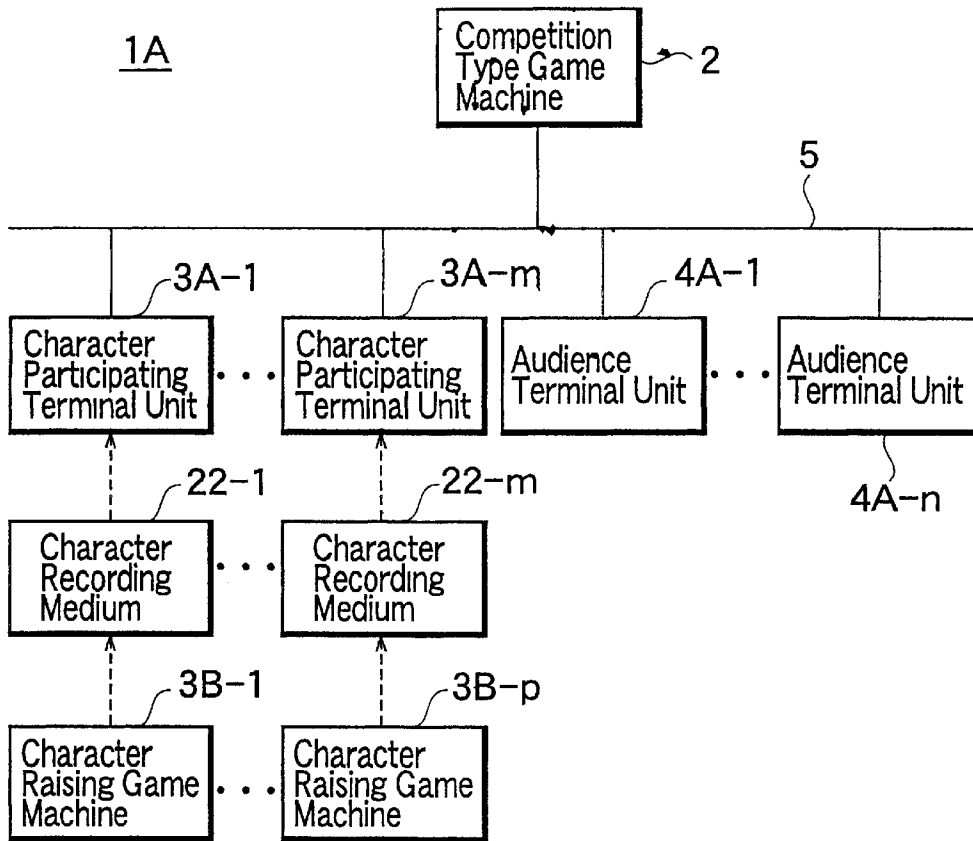 1A
Competition
Type Game
Machine
2
5
3A-1
3A-m
4A-1
Character
Participating
Terminal Unit
Character
Participating
Terminal Unit
Audience
Terminal Unit
Audience
Terminal Unit
4A-n
22-1
22-m
Character
Recording
Medium
Character
Recording
Medium
3B-1
3B-p
Character
Raising Game
Machine
Character
Raising Game
Machine